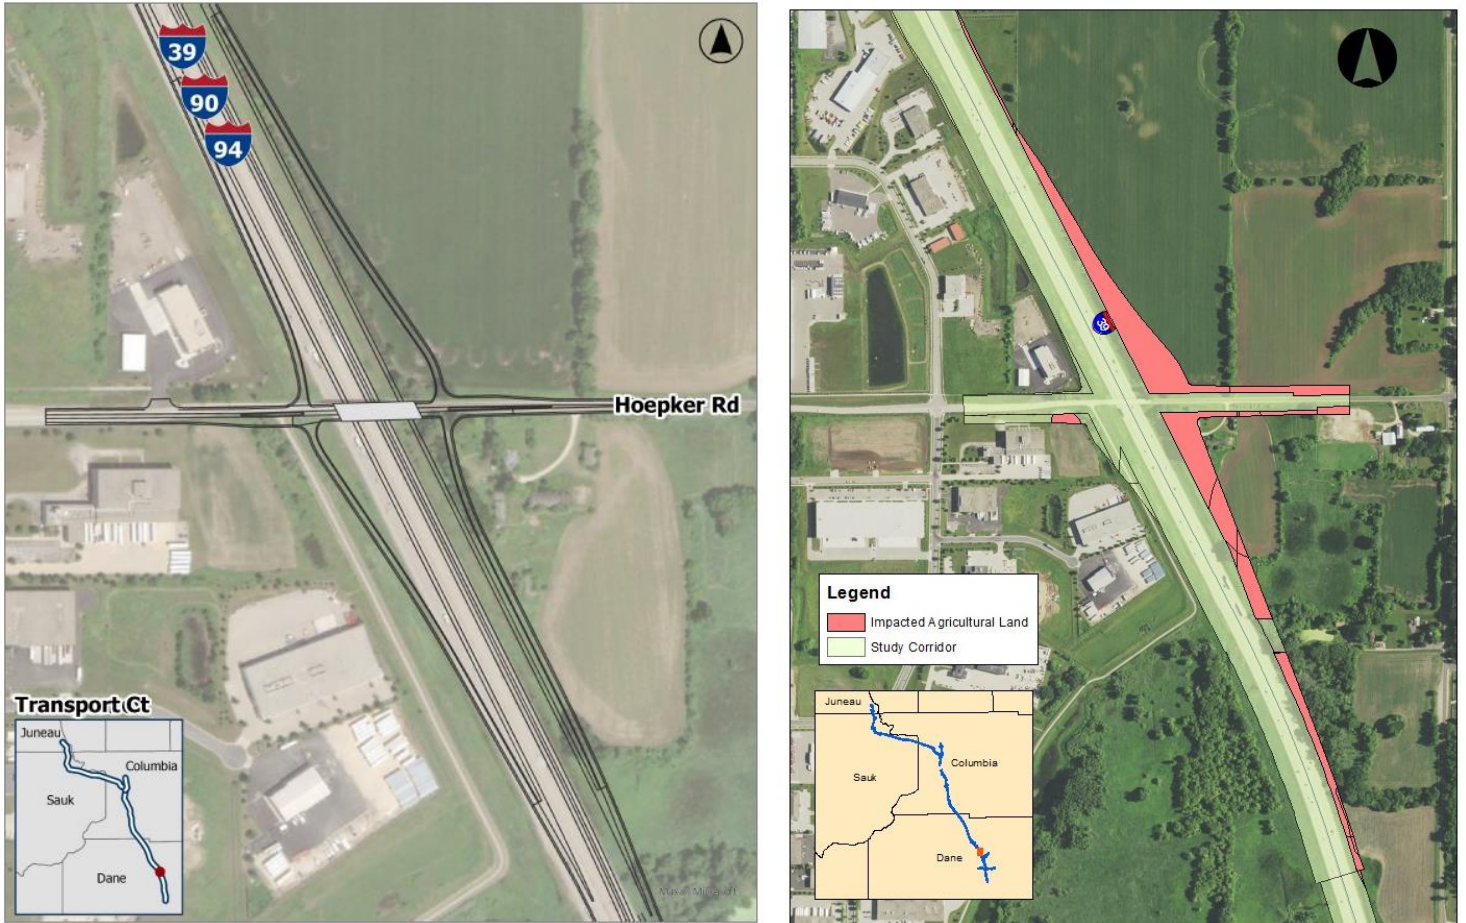 39
90
94
Hoepker Rd
Transport Ct
Juneau
Columbia
Sauk
Dane
39
Legend
Impacted Agricultural Land
Study Corridor
Juneau
Columbia
Sauk
Dane